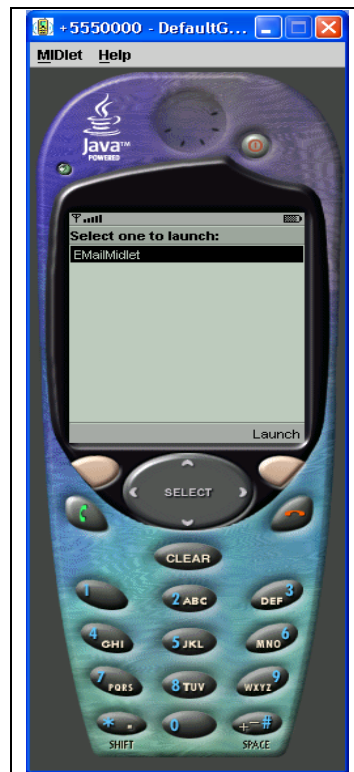 +5550000 - DefaultG...
MIDlet Help
Java™
POWERED
Select one to launch:
EMailMidlet
Launch
SELECT
CLEAR
1 2 ABC DEF 3
4 GHI 5 JKL MNO 6
7 PQRS 8 TUV WXYZ 9
* . 0 +-=#
SHIFT SPACE